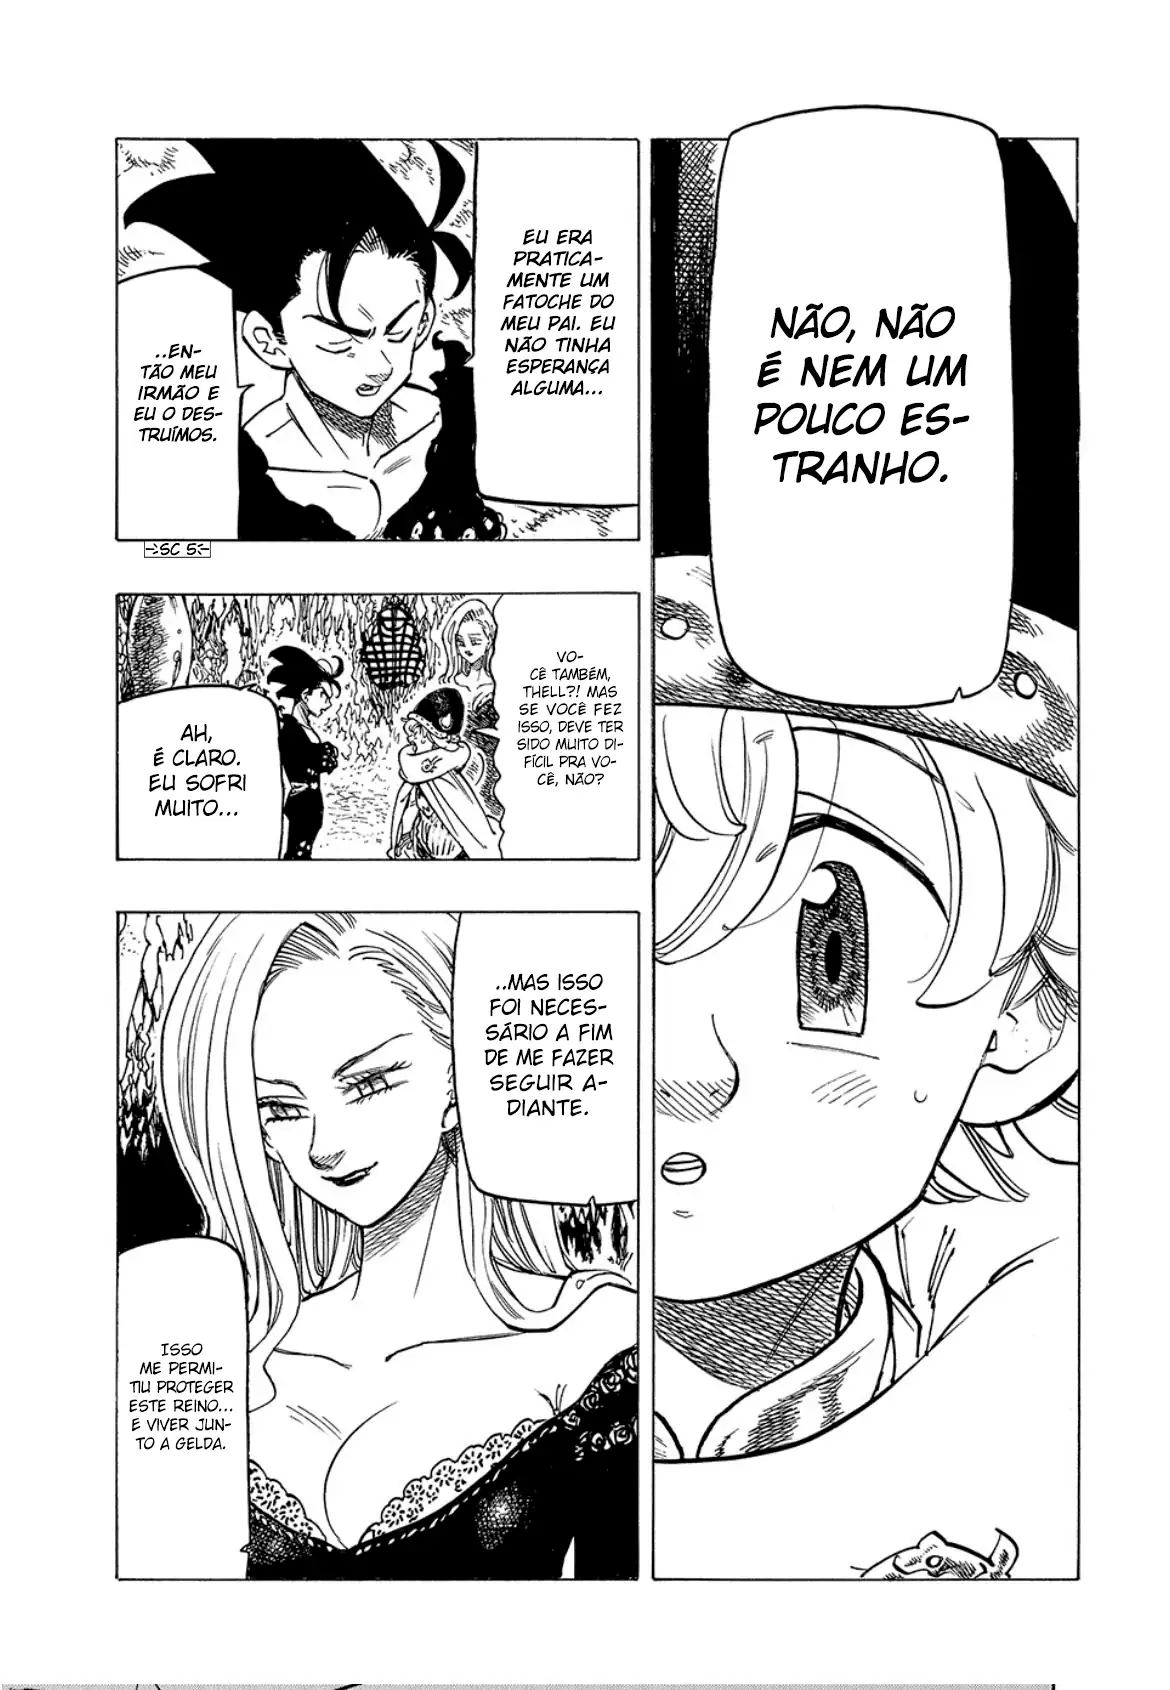 NÃO, NÃO
É NEM UM
POUCO ES-
TRANHO.
EU ERA
PRATICA-
MENTE UM
FATOCHE DO
MEU PAI. EU
NÃO TINHA
ESPERANÇA
ALGUMA...
..EN-
TÃO MEU
IRMÃO E
EU O DES-
TRUÍMOS.
SC 5
VO-
CÊ TAMBÉM,
THELL?! MAS
SE VOCÊ FEZ
ISSO, DEVE TER
SIDO MUITO DI-
FÍCIL PRA VO-
CÊ, NÃO?
AH,
É CLARO.
EU SOFRI
MUITO...
..MAS ISSO
FOI NECES-
SÁRIO A FIM
DE ME FAZER
SEGUIR A-
DIANTE.
ISSO
ME PERMI-
TIU PROTEGER
ESTE REINO...
E VIVER JUN-
TO A GELDA.